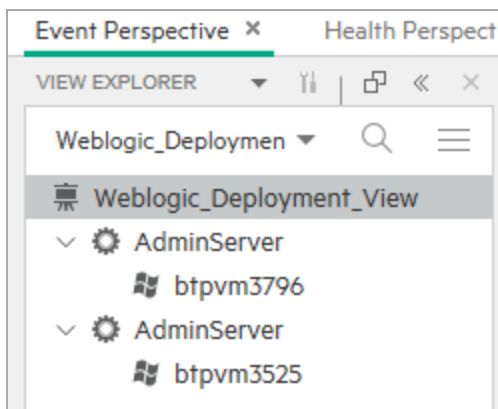 Event Perspective × Health Perspect
VIEW EXPLORER
Weblogic_Deploymen
Weblogic_Deployment_View
AdminServer
btpvm3796
AdminServer
btpvm3525